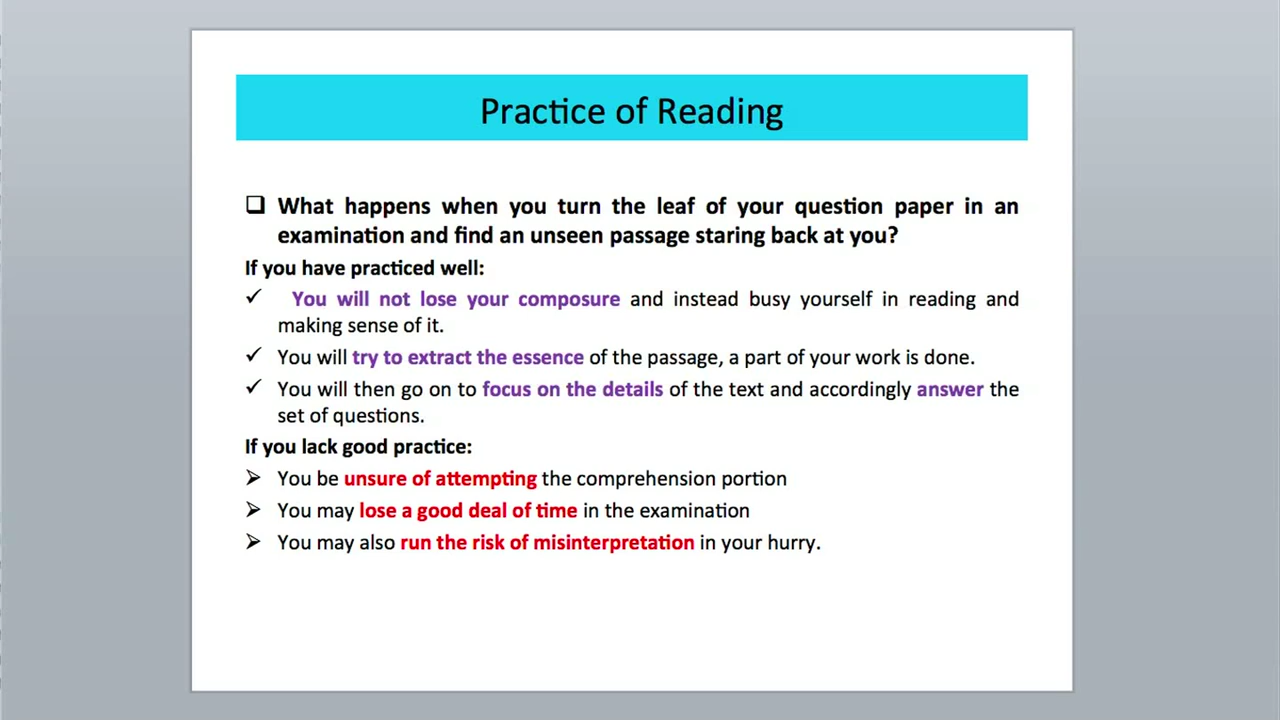 Practice of Reading
What happens when you turn the leaf of your question paper in an
examination and find an unseen passage staring back at you?
If you have practiced well:
You will not lose your composure and instead busy yourself in reading and
making sense of it.
You will try to extract the essence of the passage, a part of your work is done.
You will then go on to focus on the details of the text and accordingly answer the
set of questions.
If you lack good practice:
You be unsure of attempting the comprehension portion
You may lose a good deal of time in the examination
You may also run the risk of misinterpretation in your hurry.